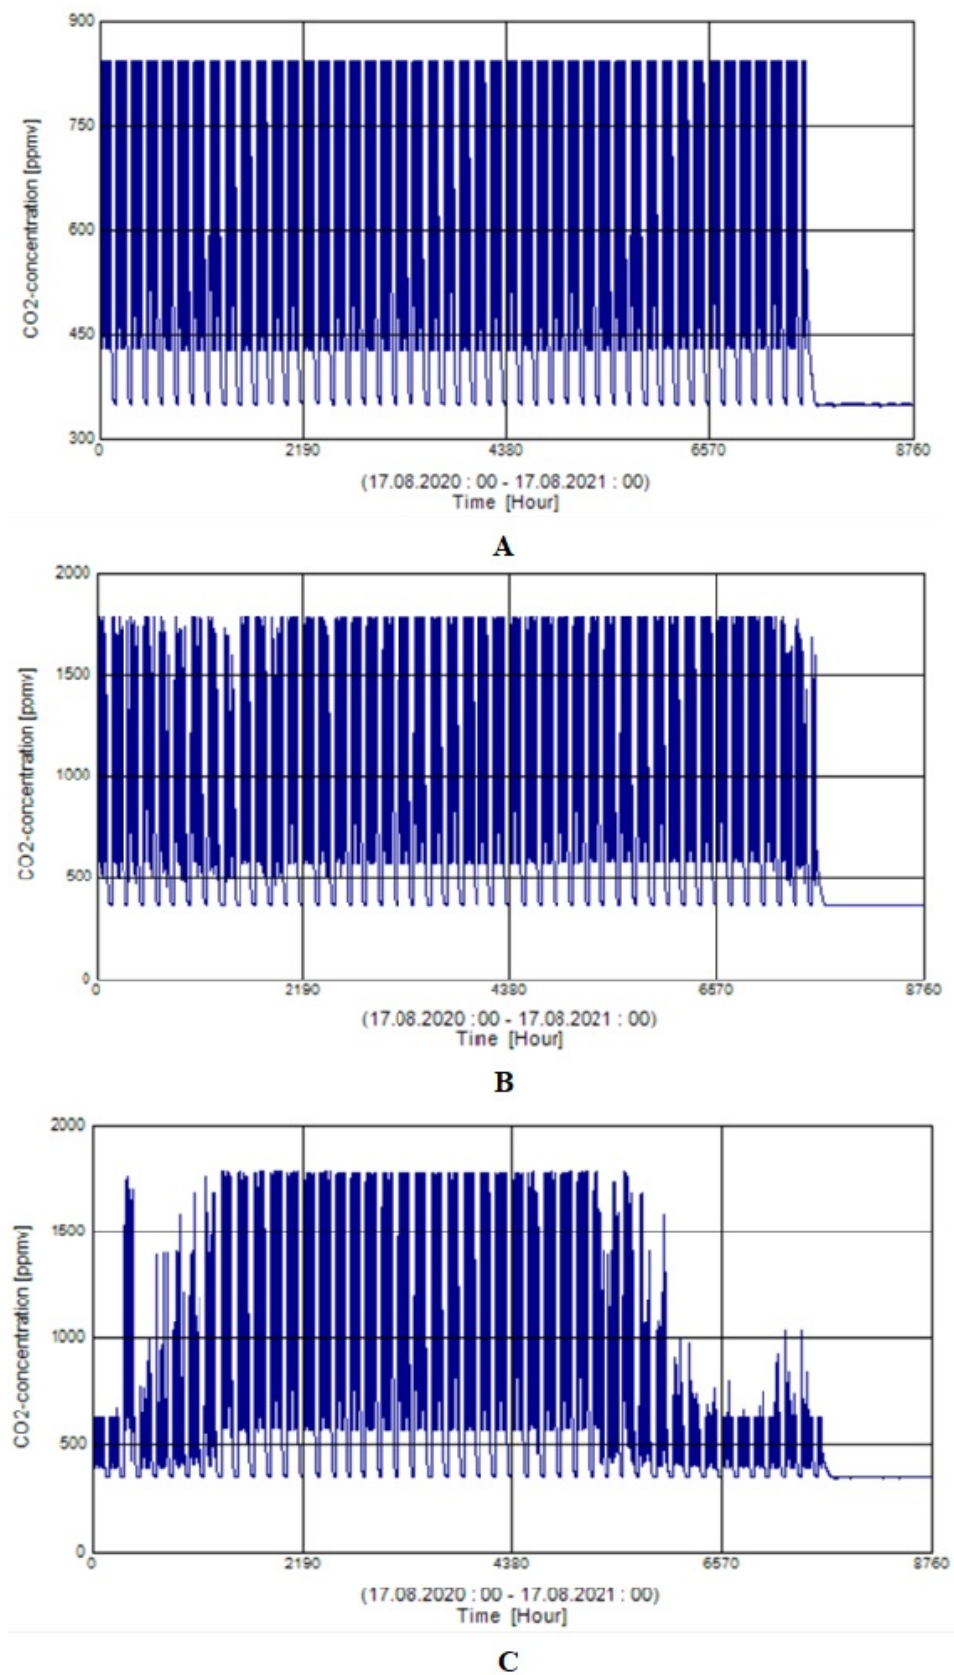 900
750
600
450
300
CO2-concentration [ppmv]
0 2190 4380 6570 8760
(17.08.2020 : 00 - 17.08.2021 : 00)
Time [Hour]
A
2000
1500
1000
500
0
CO2-concentration [ppmv]
0 2190 4380 6570 8760
(17.08.2020 : 00 - 17.08.2021 : 00)
Time [Hour]
B
2000
1500
1000
500
0
CO2-concentration [ppmv]
0 2190 4380 6570 8760
(17.08.2020 : 00 - 17.08.2021 : 00)
Time [Hour]
C